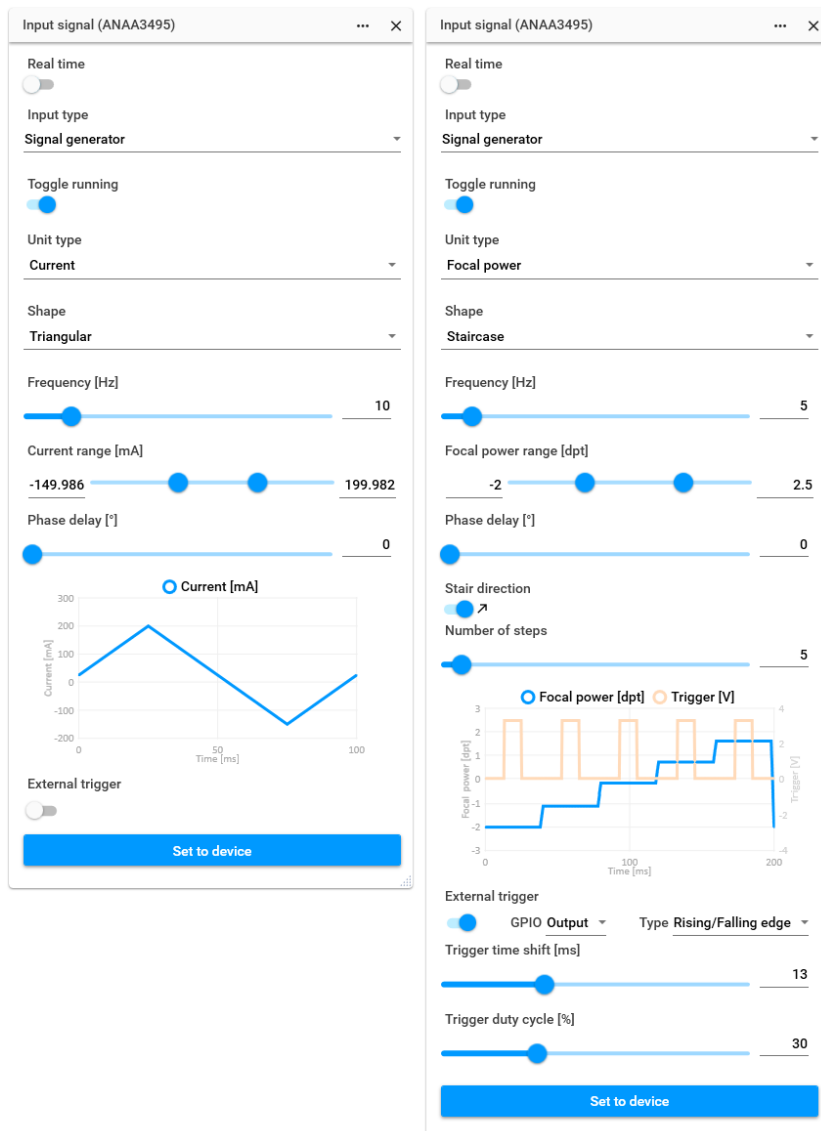 Input signal (ANAA3495)
Real time
Input type
Signal generator
Toggle running
Unit type
Current
Shape
Triangular
Frequency [Hz]
10
Current range [mA]
-149.986
199.982
Phase delay [°]
0
Current [mA]
300
200
100
0
-100
-200
Current [mA]
0
50
100
Time [ms]
External trigger
Set to device
Input signal (ANAA3495)
Real time
Input type
Signal generator
Toggle running
Unit type
Focal power
Shape
Staircase
Frequency [Hz]
5
Focal power range [dpt]
-2
2.5
Phase delay [°]
0
Stair direction
Number of steps
5
Focal power [dpt] Trigger [V]
3
2
1
0
-1
-2
-3
Focal power [dpt]
4
2
0
-2
-4
Trigger [V]
0
100
200
Time [ms]
External trigger
GPIO Output Type Rising/Falling edge
Trigger time shift [ms]
13
Trigger duty cycle [%]
30
Set to device